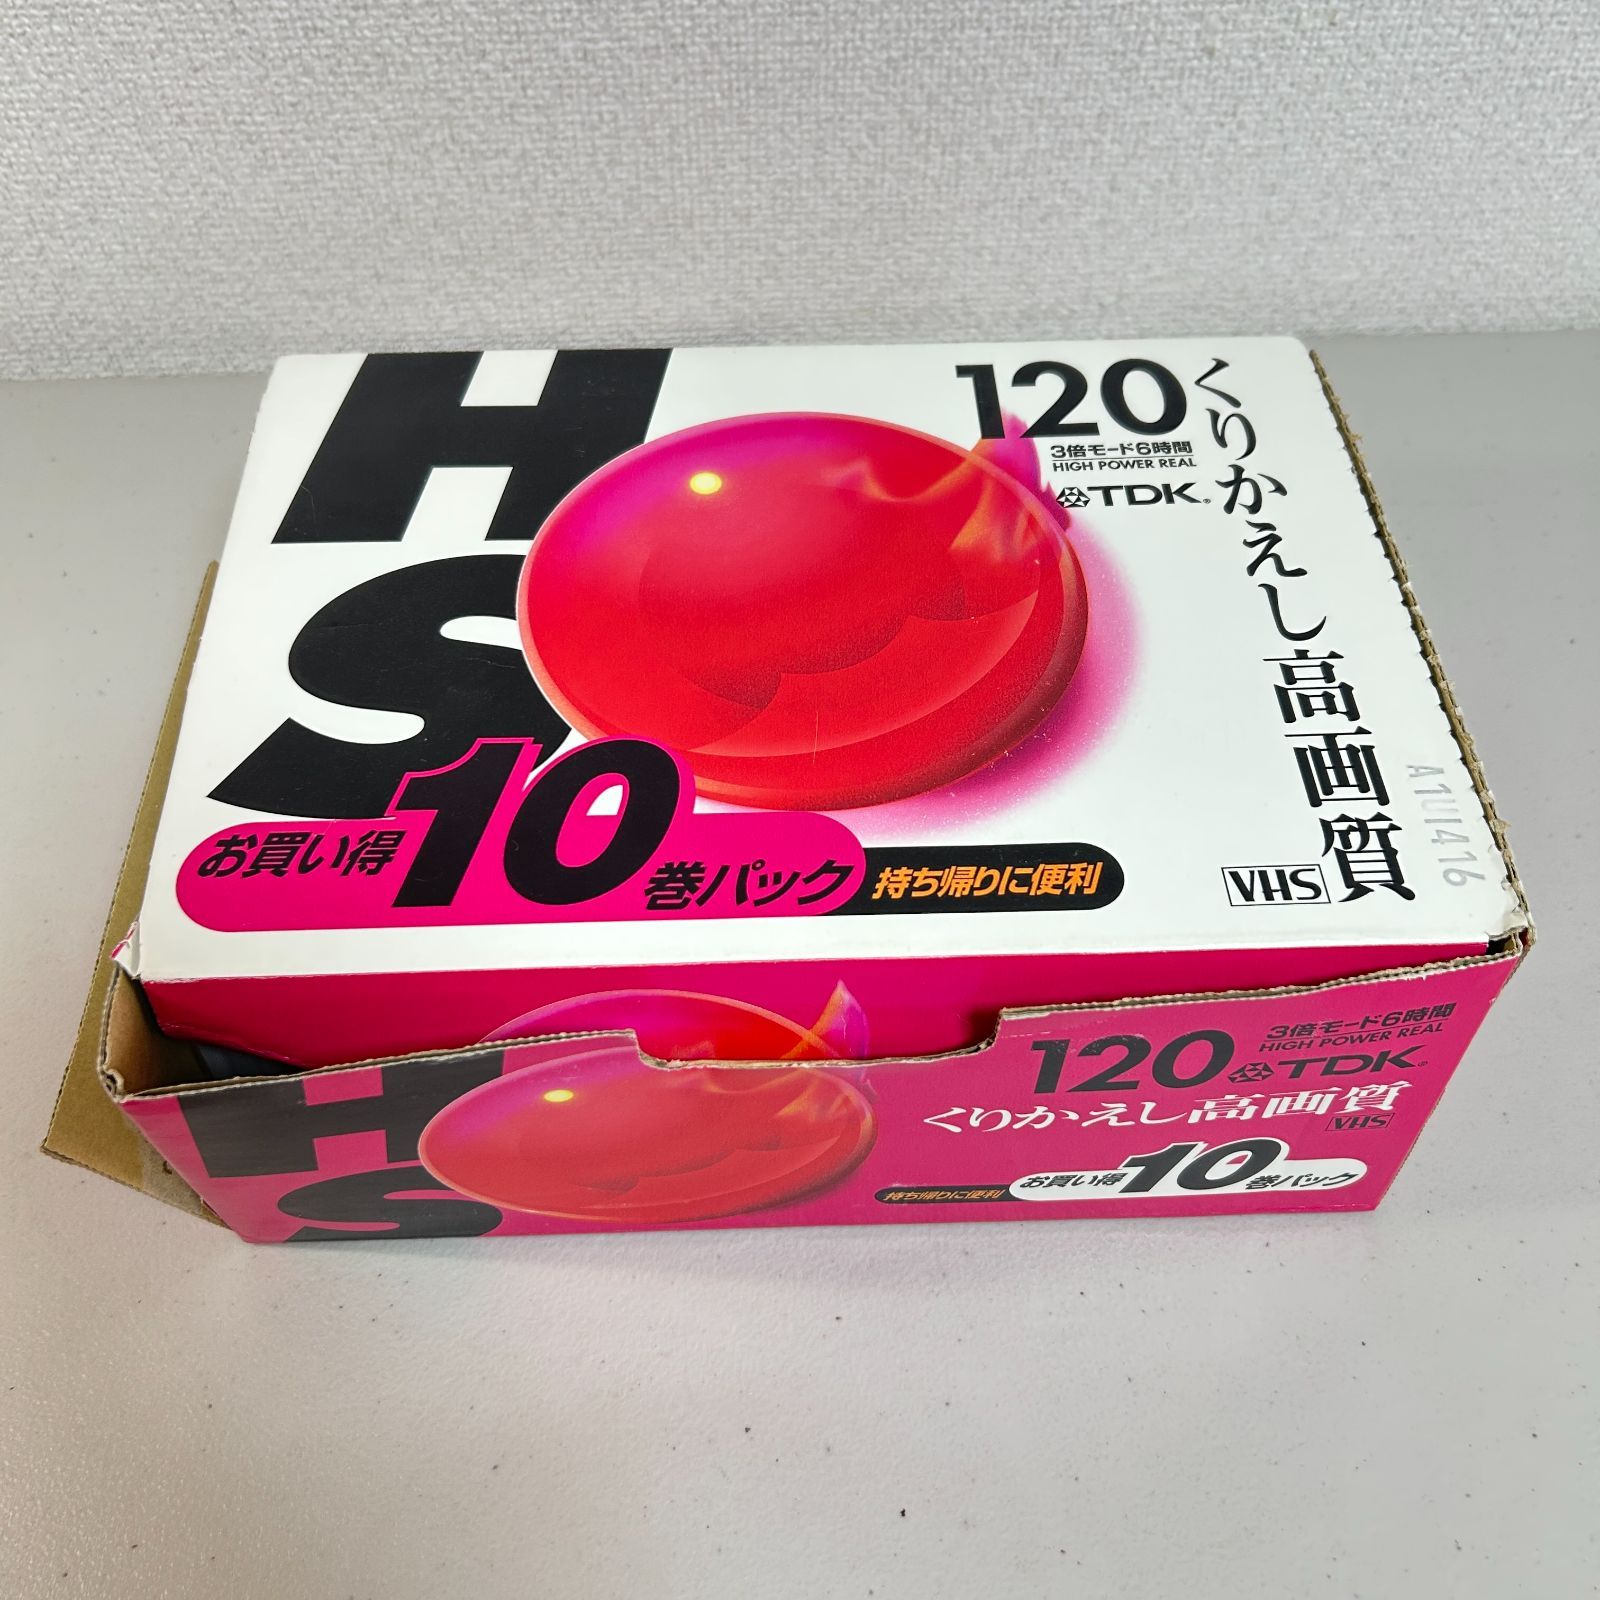 HS
120
3倍モード6時間
HIGH POWER REAL
TDK
くりかえし高画質
VHS
お買い得10巻パック
持ち帰りに便利
A1U1416
HS
120
3倍モード6時間
HIGH POWER REAL
TDK
くりかえし高画質
VHS
持ち帰りに便利
お買い得10巻パック